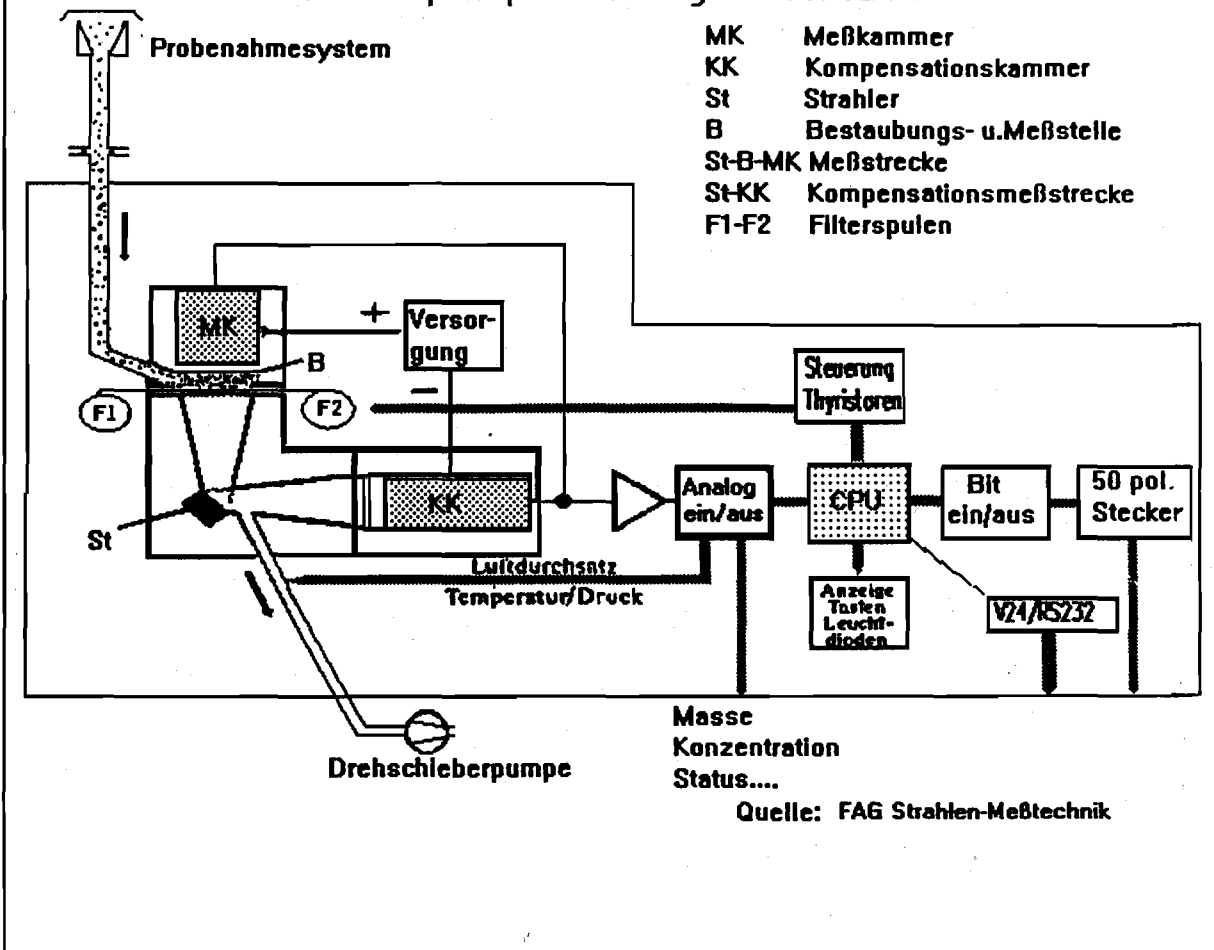 Probenahmesystem
MK Meßkammer
KK Kompensationskammer
St Strahler
B Bestaubungs- u.Meßstelle
St-B-MK Meßstrecke
St-KK Kompensationsmeßstrecke
F1-F2 Filterspulen
MK
+
Versor-
gung
B
–
F1
F2
Steuerung
Thyristoren
KK
St
Analog
ein/aus
CPU
Bit
ein/aus
50 pol.
Stecker
Luftdurchsatz
Temperatur/Druck
Anzeige
Tasten
Leucht-
dioden
V24/RS232
Masse
Konzentration
Status....
Drehschieberpumpe
Quelle: FAG Strahlen-Meßtechnik